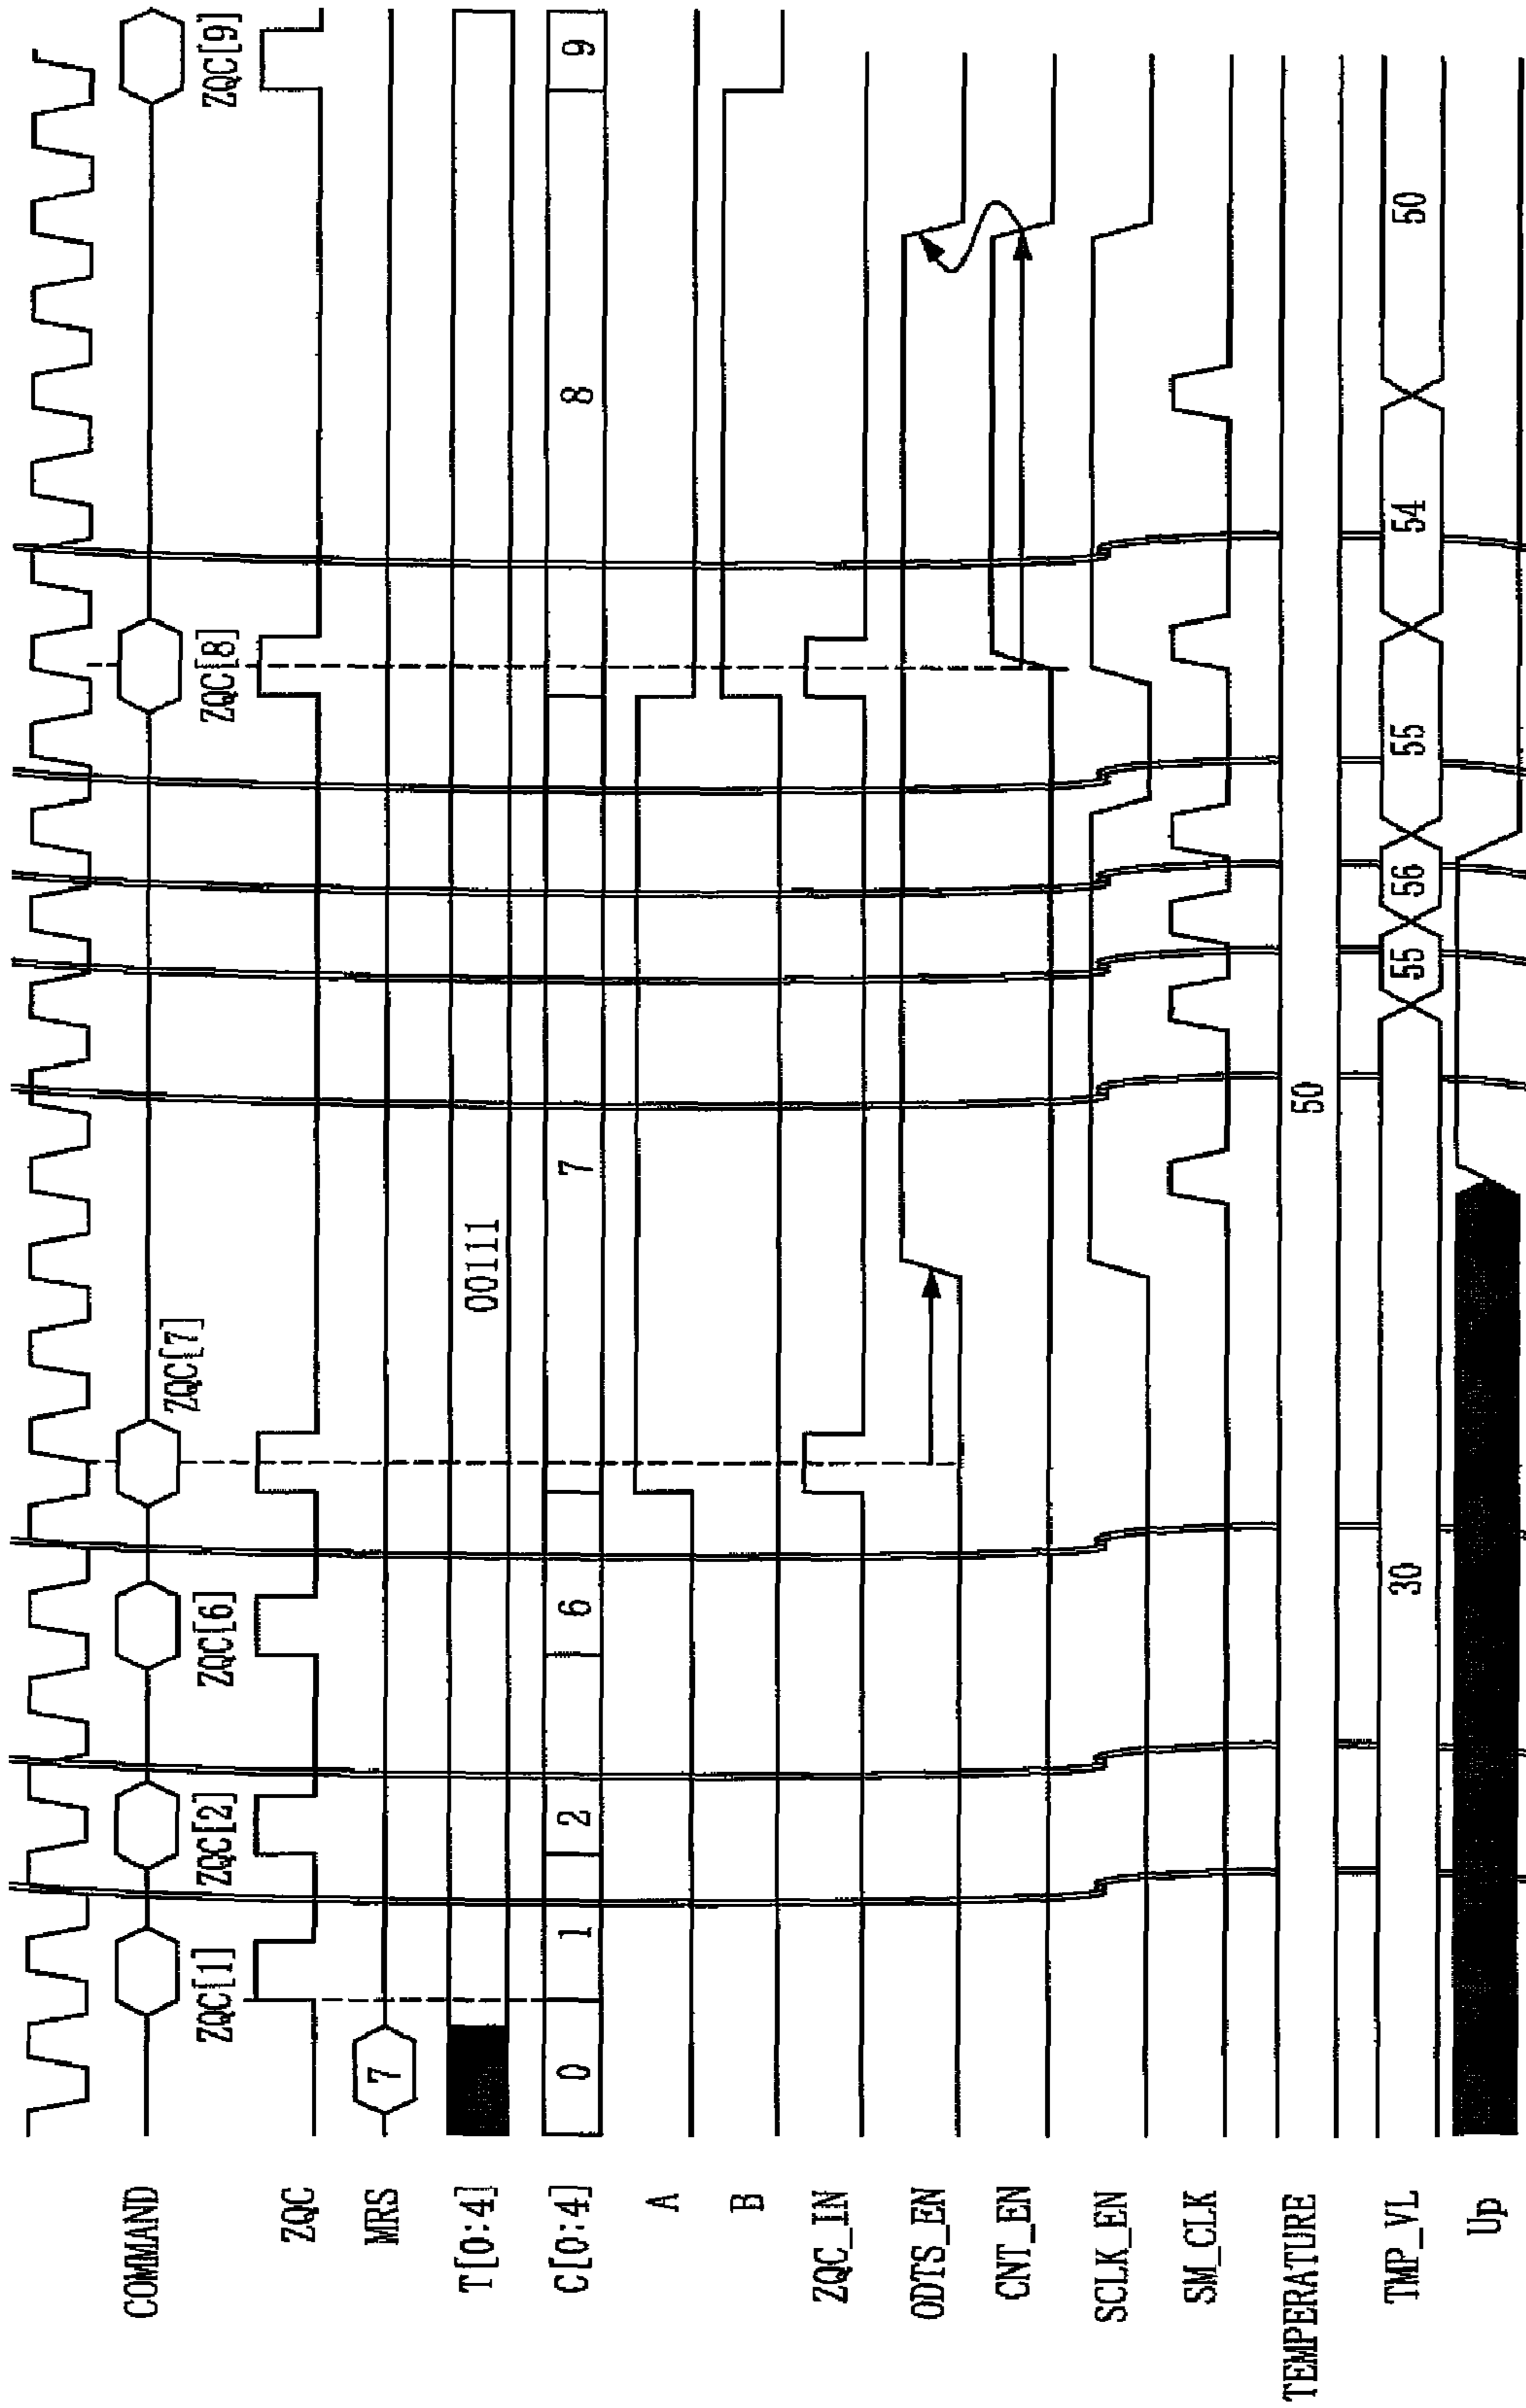 COMMAND
ZQC[1]
ZQC[2]
ZQC[6]
ZQC[7]
ZQC[8]
ZQC[9]
ZQC
MRS
7
T[0:4]
00111
C[0:4]
0
1
2
6
7
8
9
A
B
ZQC_IN
ODTS_EN
CNT_EN
SCLK_EN
SM_CLK
TEMPERATURE
50
TMP_VL
30
55
56
55
54
50
Up